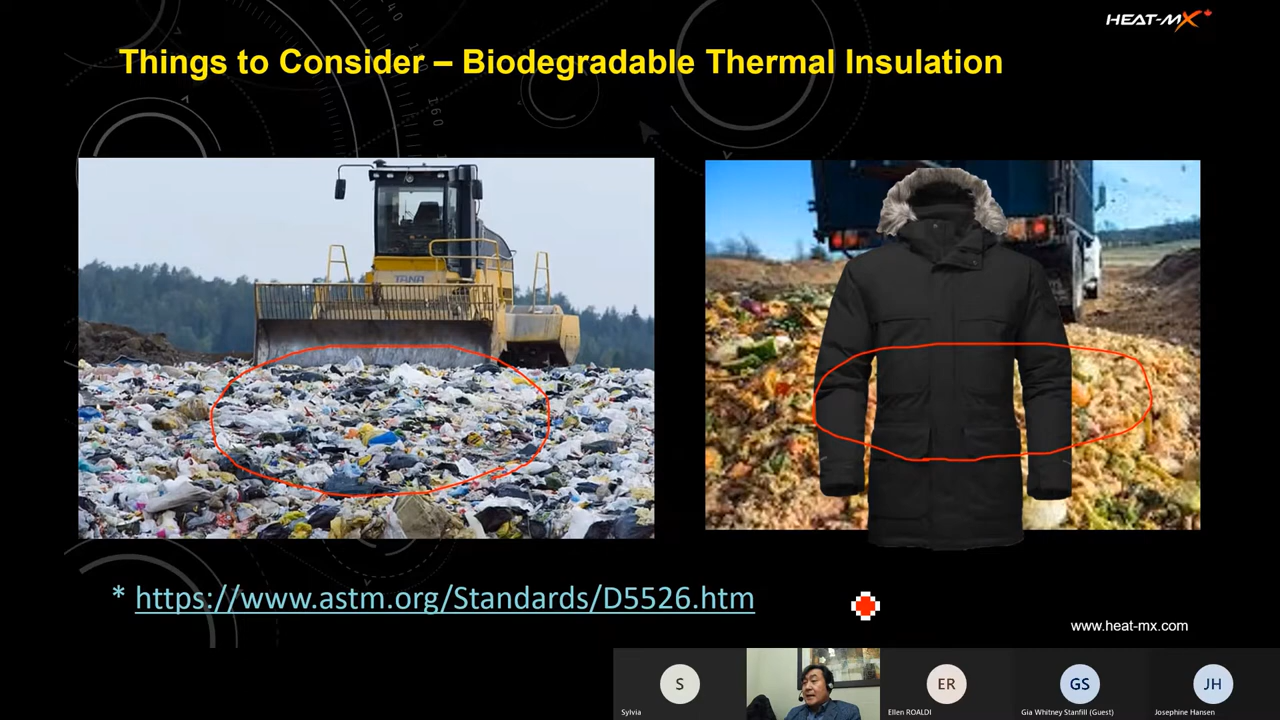 HEAT-MX
Things to Consider – Biodegradable Thermal Insulation
160
TANA
* https://www.astm.org/Standards/D5526.htm
www.heat-mx.com
S
ER
GS
JH
Sylvia
Ellen ROALDI
Gia Whitney Stanfill (Guest)
Josephine Hansen